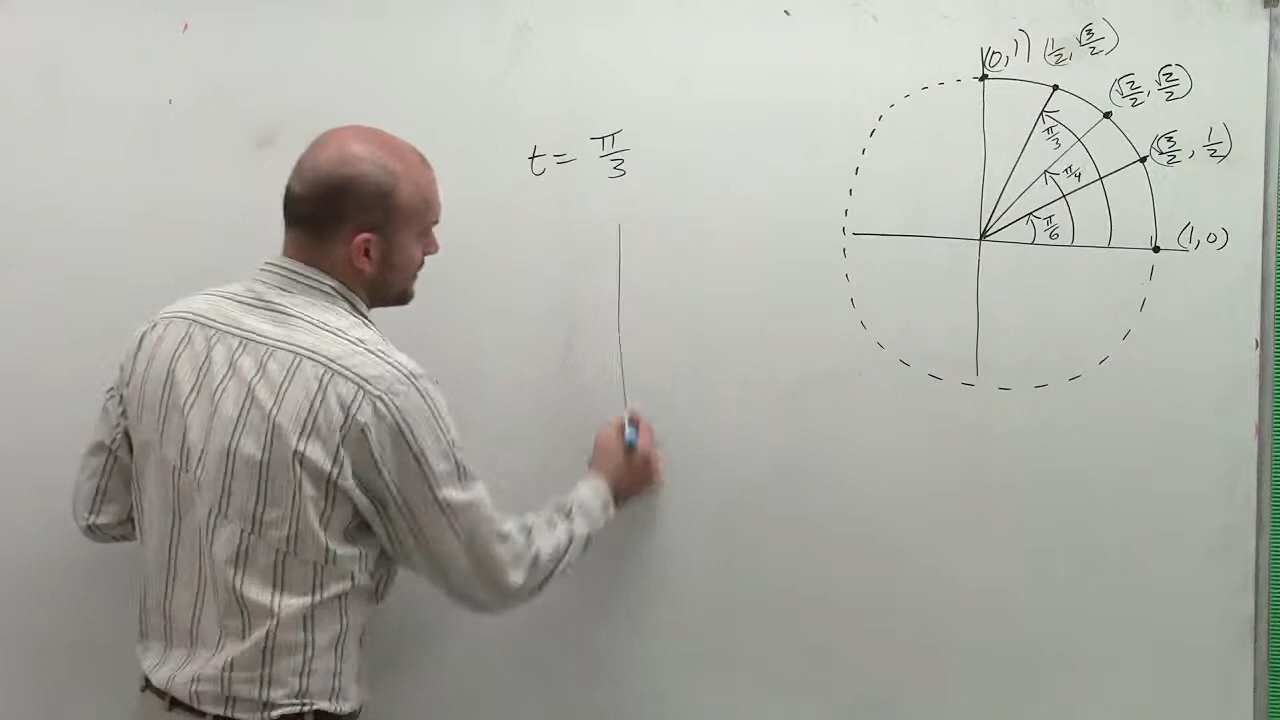 t = π/3
(0,1)
(1/2, √3/2)
(√2/2, √2/2)
(√3/2, 1/2)
(1,0)
π/3
π/4
π/6